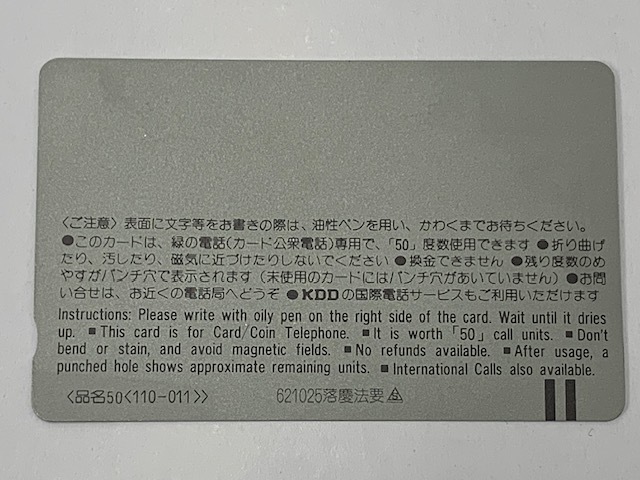 〈ご注意〉表面に文字等をお書きの際は、油性ペンを用い、かわくまでお待ちください。
●このカードは、緑の電話(カード公衆電話)専用で、「50」度数使用できます ●折り曲げ
たり、汚したり、磁気に近づけたりしないでください ●換金できません ●残り度数のめ
やすがパンチ穴で表示されます（未使用のカードにはパンチ穴があいていません）●お問
い合せは、お近くの電話局へどうぞ ●KDDの国際電話サービスもご利用いただけます
Instructions: Please write with oily pen on the right side of the card. Wait until it dries
up. ■This card is for Card/Coin Telephone. ■It is worth「50」call units. ■Don't
bend or stain, and avoid magnetic fields. ■No refunds available. ■After usage, a
punched hole shows approximate remaining units. ■International Calls also available.
〈品名50〈110-011〉〉 621025落慶法要